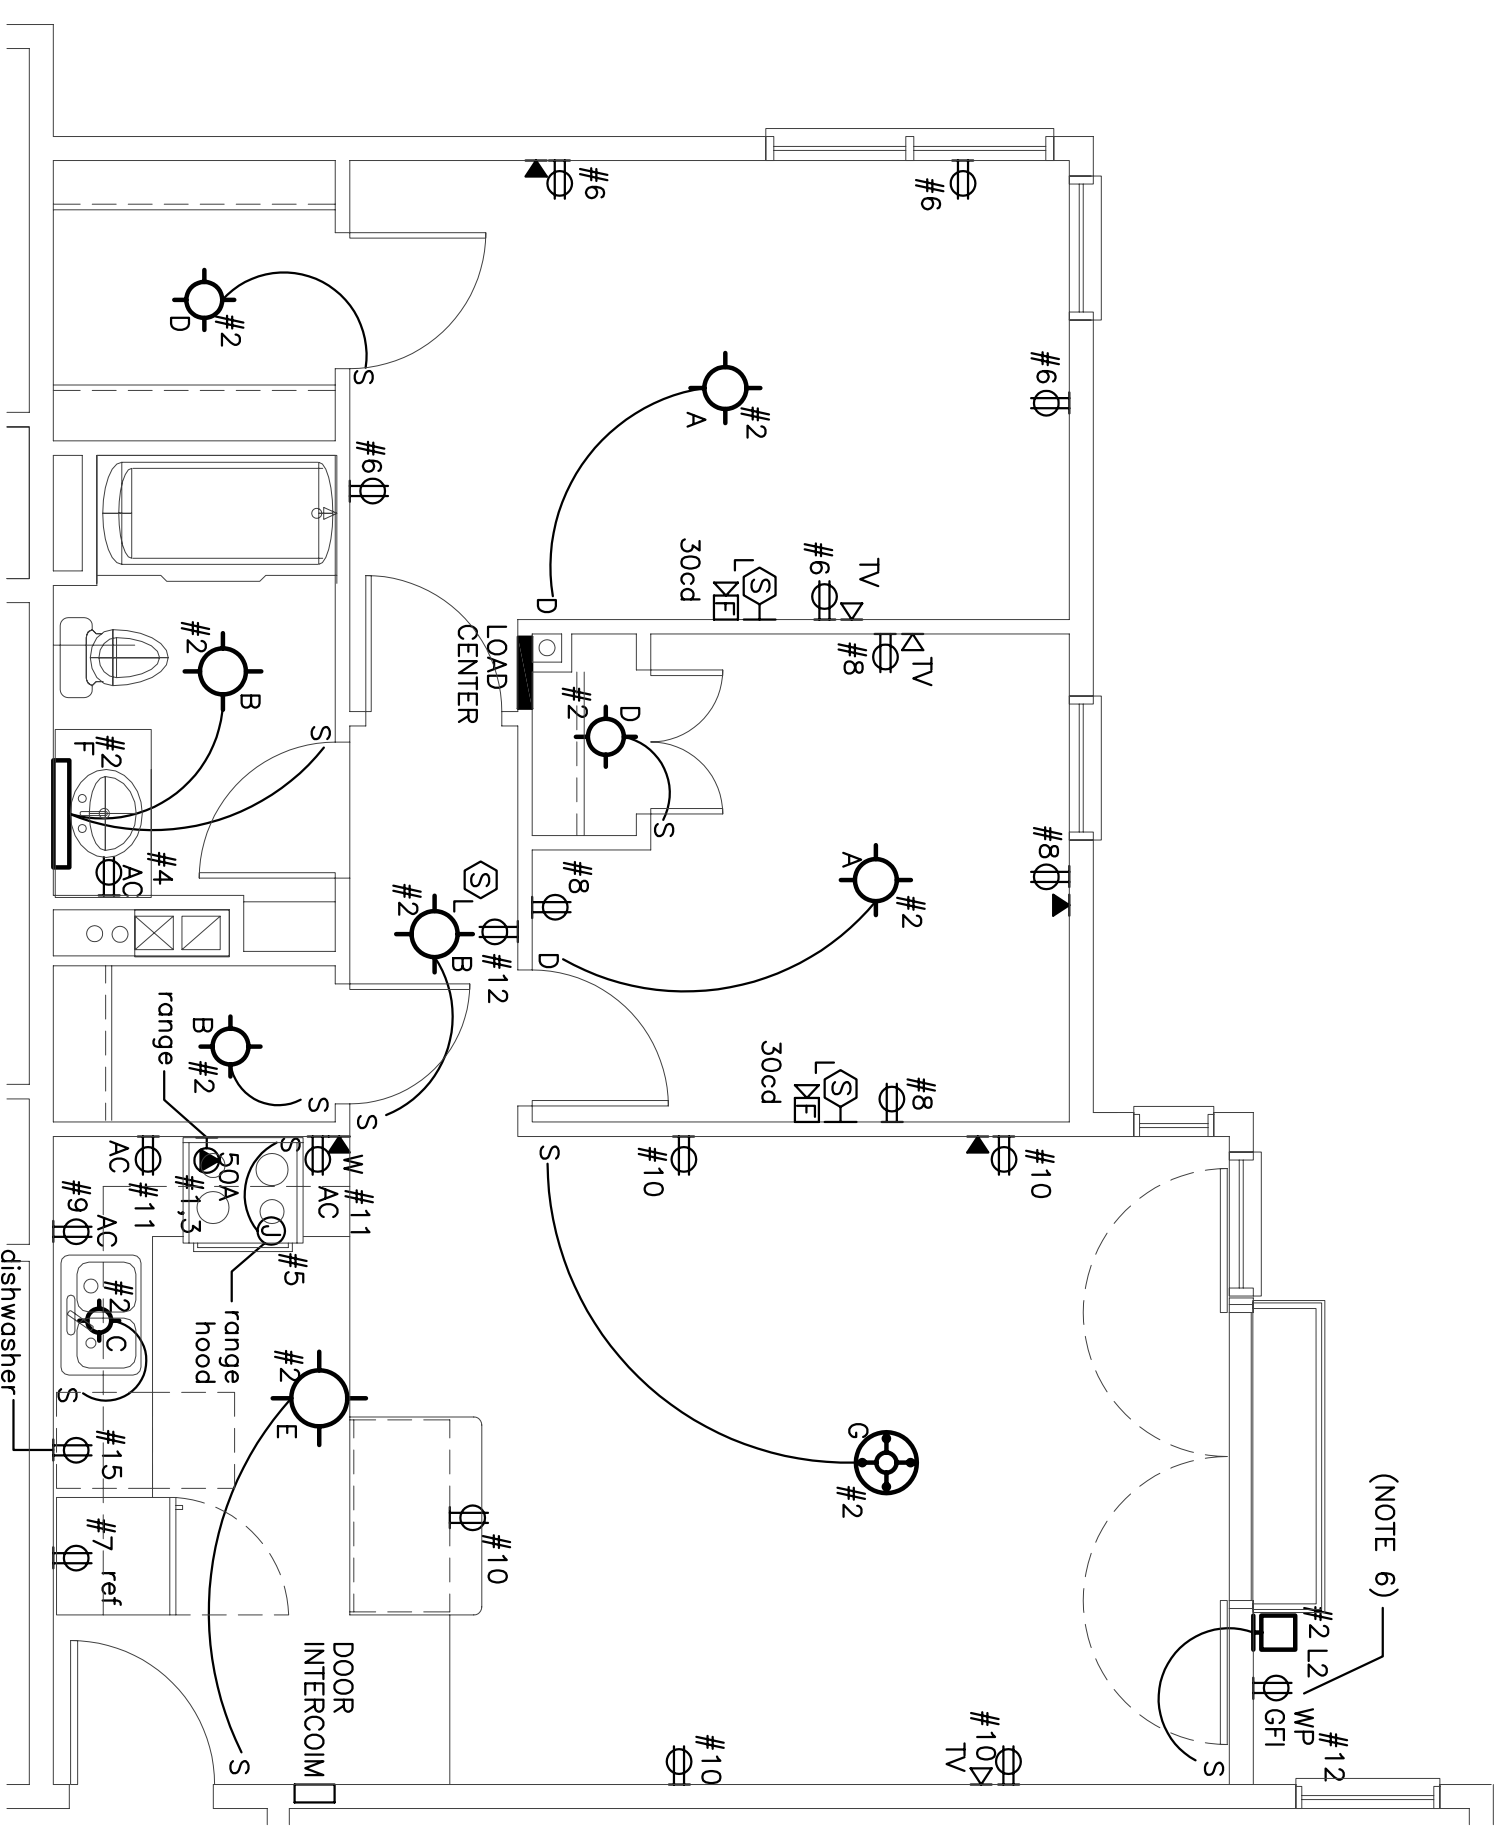 #6
#6
#2
D
S
#6
#2
A
#6
D
30cd
L
S
F
#6
TV
#8
TV
LOAD
CENTER
#2
B
S
#2
F
#4
AC
#2
D
S
A
#2
#8
S
L
#2
B
#12
#8
D
30cd
L
S
F
#8
range
B
#2
S
S
AC
#11
50A
#1,3
S
W
AC
#11
S
#10
#10
#9
AC
J
#5
range
hood
#2
C
S
dishwasher
#15
#2
E
#7 ref
#10
G
#2
(NOTE 6)
#2 L2
WP
GFI
#12
S
DOOR
INTERCOIM
S
#10
#10
TV